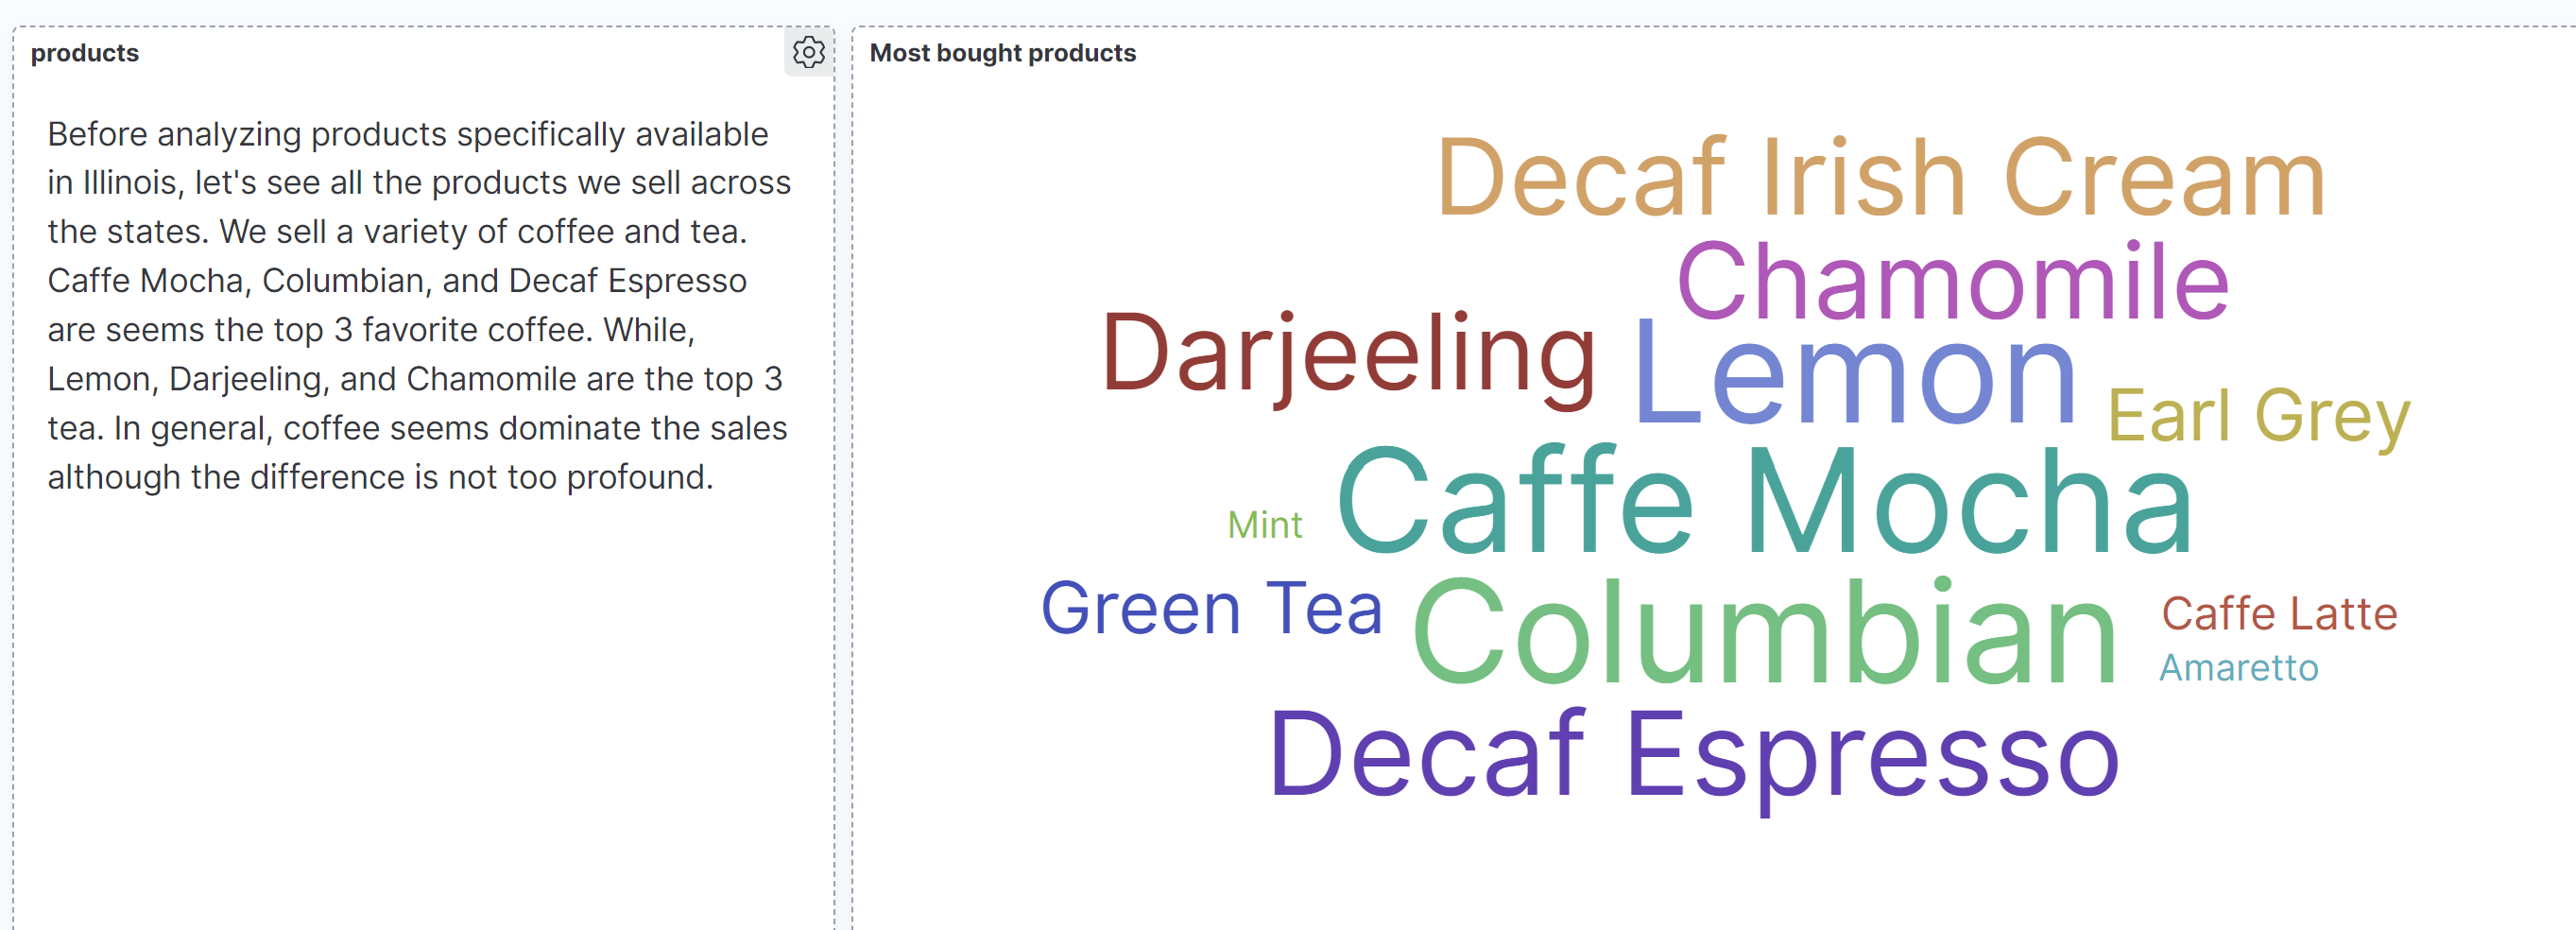 products
Before analyzing products specifically available
in Illinois, let's see all the products we sell across
the states. We sell a variety of coffee and tea.
Caffe Mocha, Columbian, and Decaf Espresso
are seems the top 3 favorite coffee. While,
Lemon, Darjeeling, and Chamomile are the top 3
tea. In general, coffee seems dominate the sales
although the difference is not too profound.
Most bought products
Decaf Irish Cream
Chamomile
Darjeeling
Lemon
Earl Grey
Caffe Mocha
Mint
Green Tea
Columbian
Caffe Latte
Amaretto
Decaf Espresso